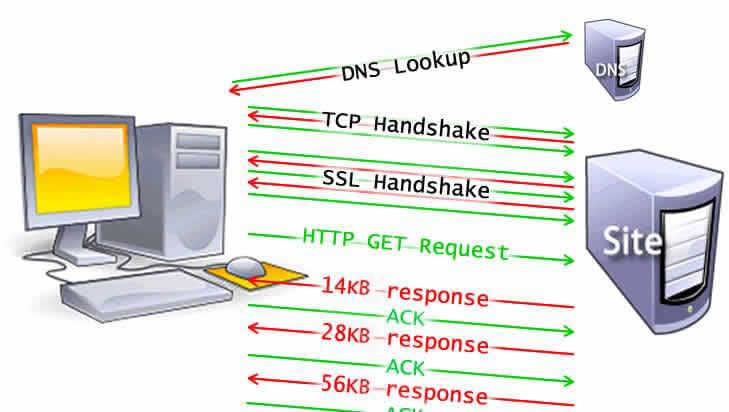 DNS Lookup
DNS
TCP Handshake
SSL Handshake
Site
HTTP GET Request
14KB response
ACK
28KB response
ACK
56KB response
ACK